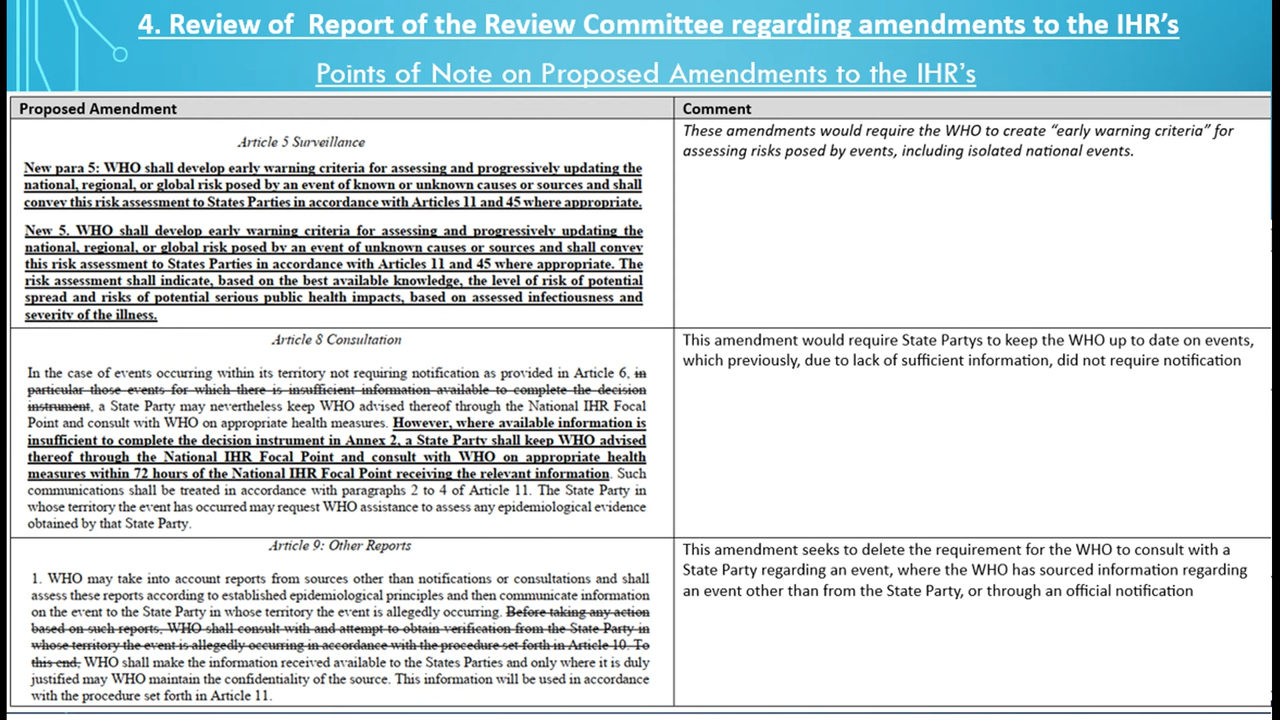 4. Review of  Report of the Review Committee regarding amendments to the IHR's
Points of Note on Proposed Amendments to the IHR's
Proposed Amendment
Comment
Article 5 Surveillance
New para 5: WHO shall develop early warning criteria for assessing and progressively updating the
national, regional, or global risk posed by an event of known or unknown causes or sources and shall
convey this risk assessment to States Parties in accordance with Articles 11 and 45 where appropriate.
New 5. WHO shall develop early warning criteria for assessing and progressively updating the
national, regional, or global risk posed by an event of unknown causes or sources and shall convey
this risk assessment to States Parties in accordance with Articles 11 and 45 where appropriate. The
risk assessment shall indicate, based on the best available knowledge, the level of risk of potential
spread and risks of potential serious public health impacts, based on assessed infectiousness and
severity of the illness.
These amendments would require the WHO to create “early warning criteria” for
assessing risks posed by events, including isolated national events.
Article 8 Consultation
In the case of events occurring within its territory not requiring notification as provided in Article 6, in
particular those events for which there is insufficient information available to complete the decision
instrument, a State Party may nevertheless keep WHO advised thereof through the National IHR Focal
Point and consult with WHO on appropriate health measures. However, where available information is
insufficient to complete the decision instrument in Annex 2, a State Party shall keep WHO advised
thereof through the National IHR Focal Point and consult with WHO on appropriate health
measures within 72 hours of the National IHR Focal Point receiving the relevant information. Such
communications shall be treated in accordance with paragraphs 2 to 4 of Article 11. The State Party in
whose territory the event has occurred may request WHO assistance to assess any epidemiological evidence
obtained by that State Party.
This amendment would require State Partys to keep the WHO up to date on events,
which previously, due to lack of sufficient information, did not require notification
Article 9: Other Reports
1. WHO may take into account reports from sources other than notifications or consultations and shall
assess these reports according to established epidemiological principles and then communicate information
on the event to the State Party in whose territory the event is allegedly occurring. Before taking any action
based on such reports, WHO shall consult with and attempt to obtain verification from the State Party in
whose territory the event is allegedly occurring in accordance with the procedure set forth in Article 10. To
this end, WHO shall make the information received available to the States Parties and only where it is duly
justified may WHO maintain the confidentiality of the source. This information will be used in accordance
with the procedure set forth in Article 11.
This amendment seeks to delete the requirement for the WHO to consult with a
State Party regarding an event, where the WHO has sourced information regarding
an event other than from the State Party, or through an official notification